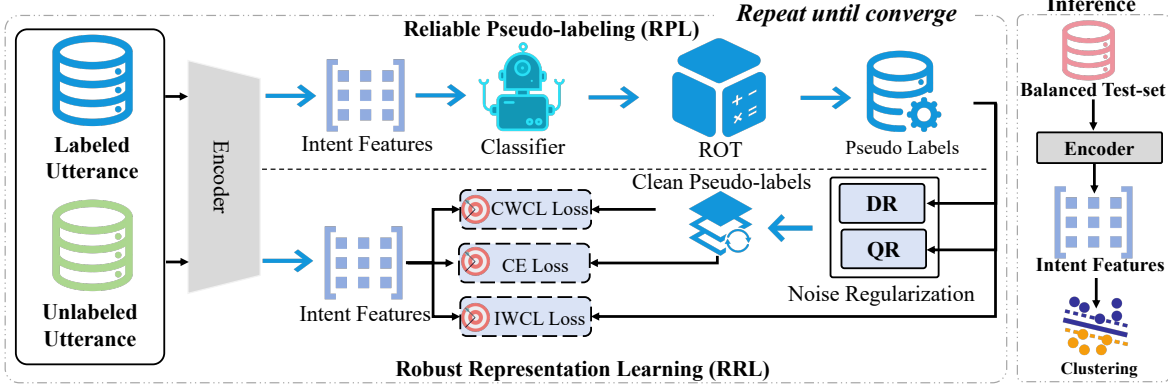 Repeat until converge
Reliable Pseudo-labeling (RPL)
Labeled
Utterance
Unlabeled
Utterance
Encoder
Intent Features
Classifier
ROT
Pseudo Labels
Clean Pseudo-labels
CWCL Loss
CE Loss
IWCL Loss
Intent Features
DR
QR
Noise Regularization
Robust Representation Learning (RRL)
Inference
Balanced Test-set
Encoder
Intent Features
Clustering